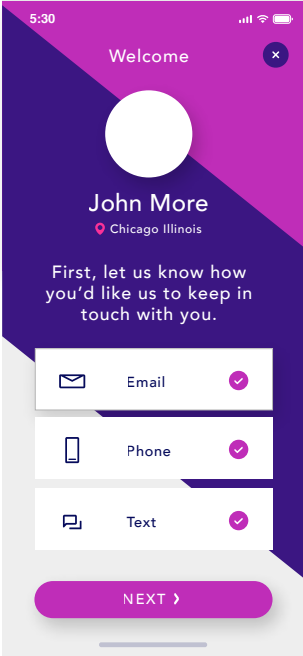 5:30
Welcome
John More
Chicago Illinois
First, let us know how
you’d like us to keep in
touch with you.
Email
Phone
Text
NEXT